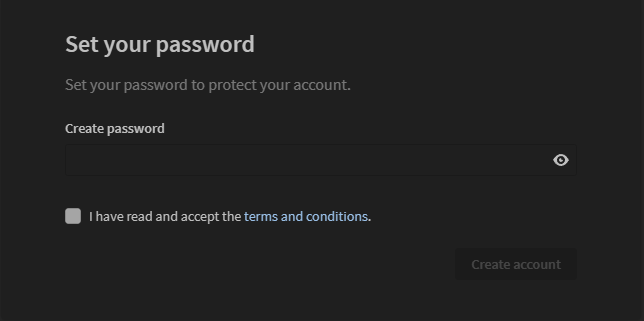 Set your password
Set your password to protect your account.
Create password
I have read and accept the terms and conditions.
Create account